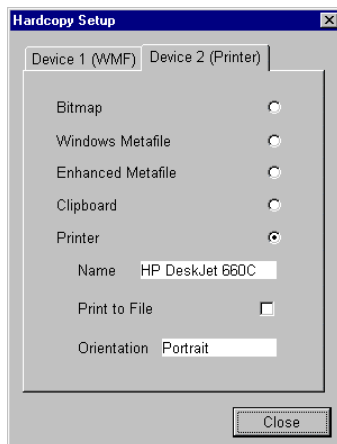 Hardcopy Setup
Device 1 (WMF) Device 2 (Printer)
Bitmap
Windows Metafile
Enhanced Metafile
Clipboard
Printer
Name HP DeskJet 660C
Print to File
Orientation Portrait
Close